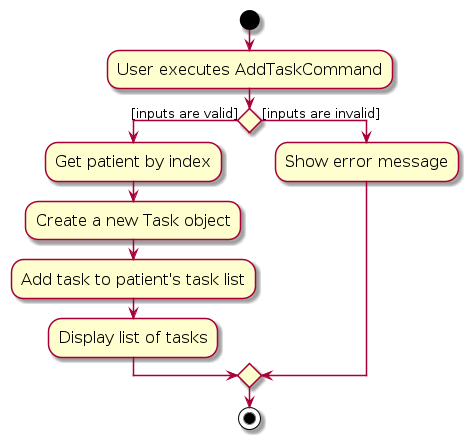 User executes AddTaskCommand
[inputs are valid]
[inputs are invalid]
Get patient by index
Show error message
Create a new Task object
Add task to patient's task list
Display list of tasks